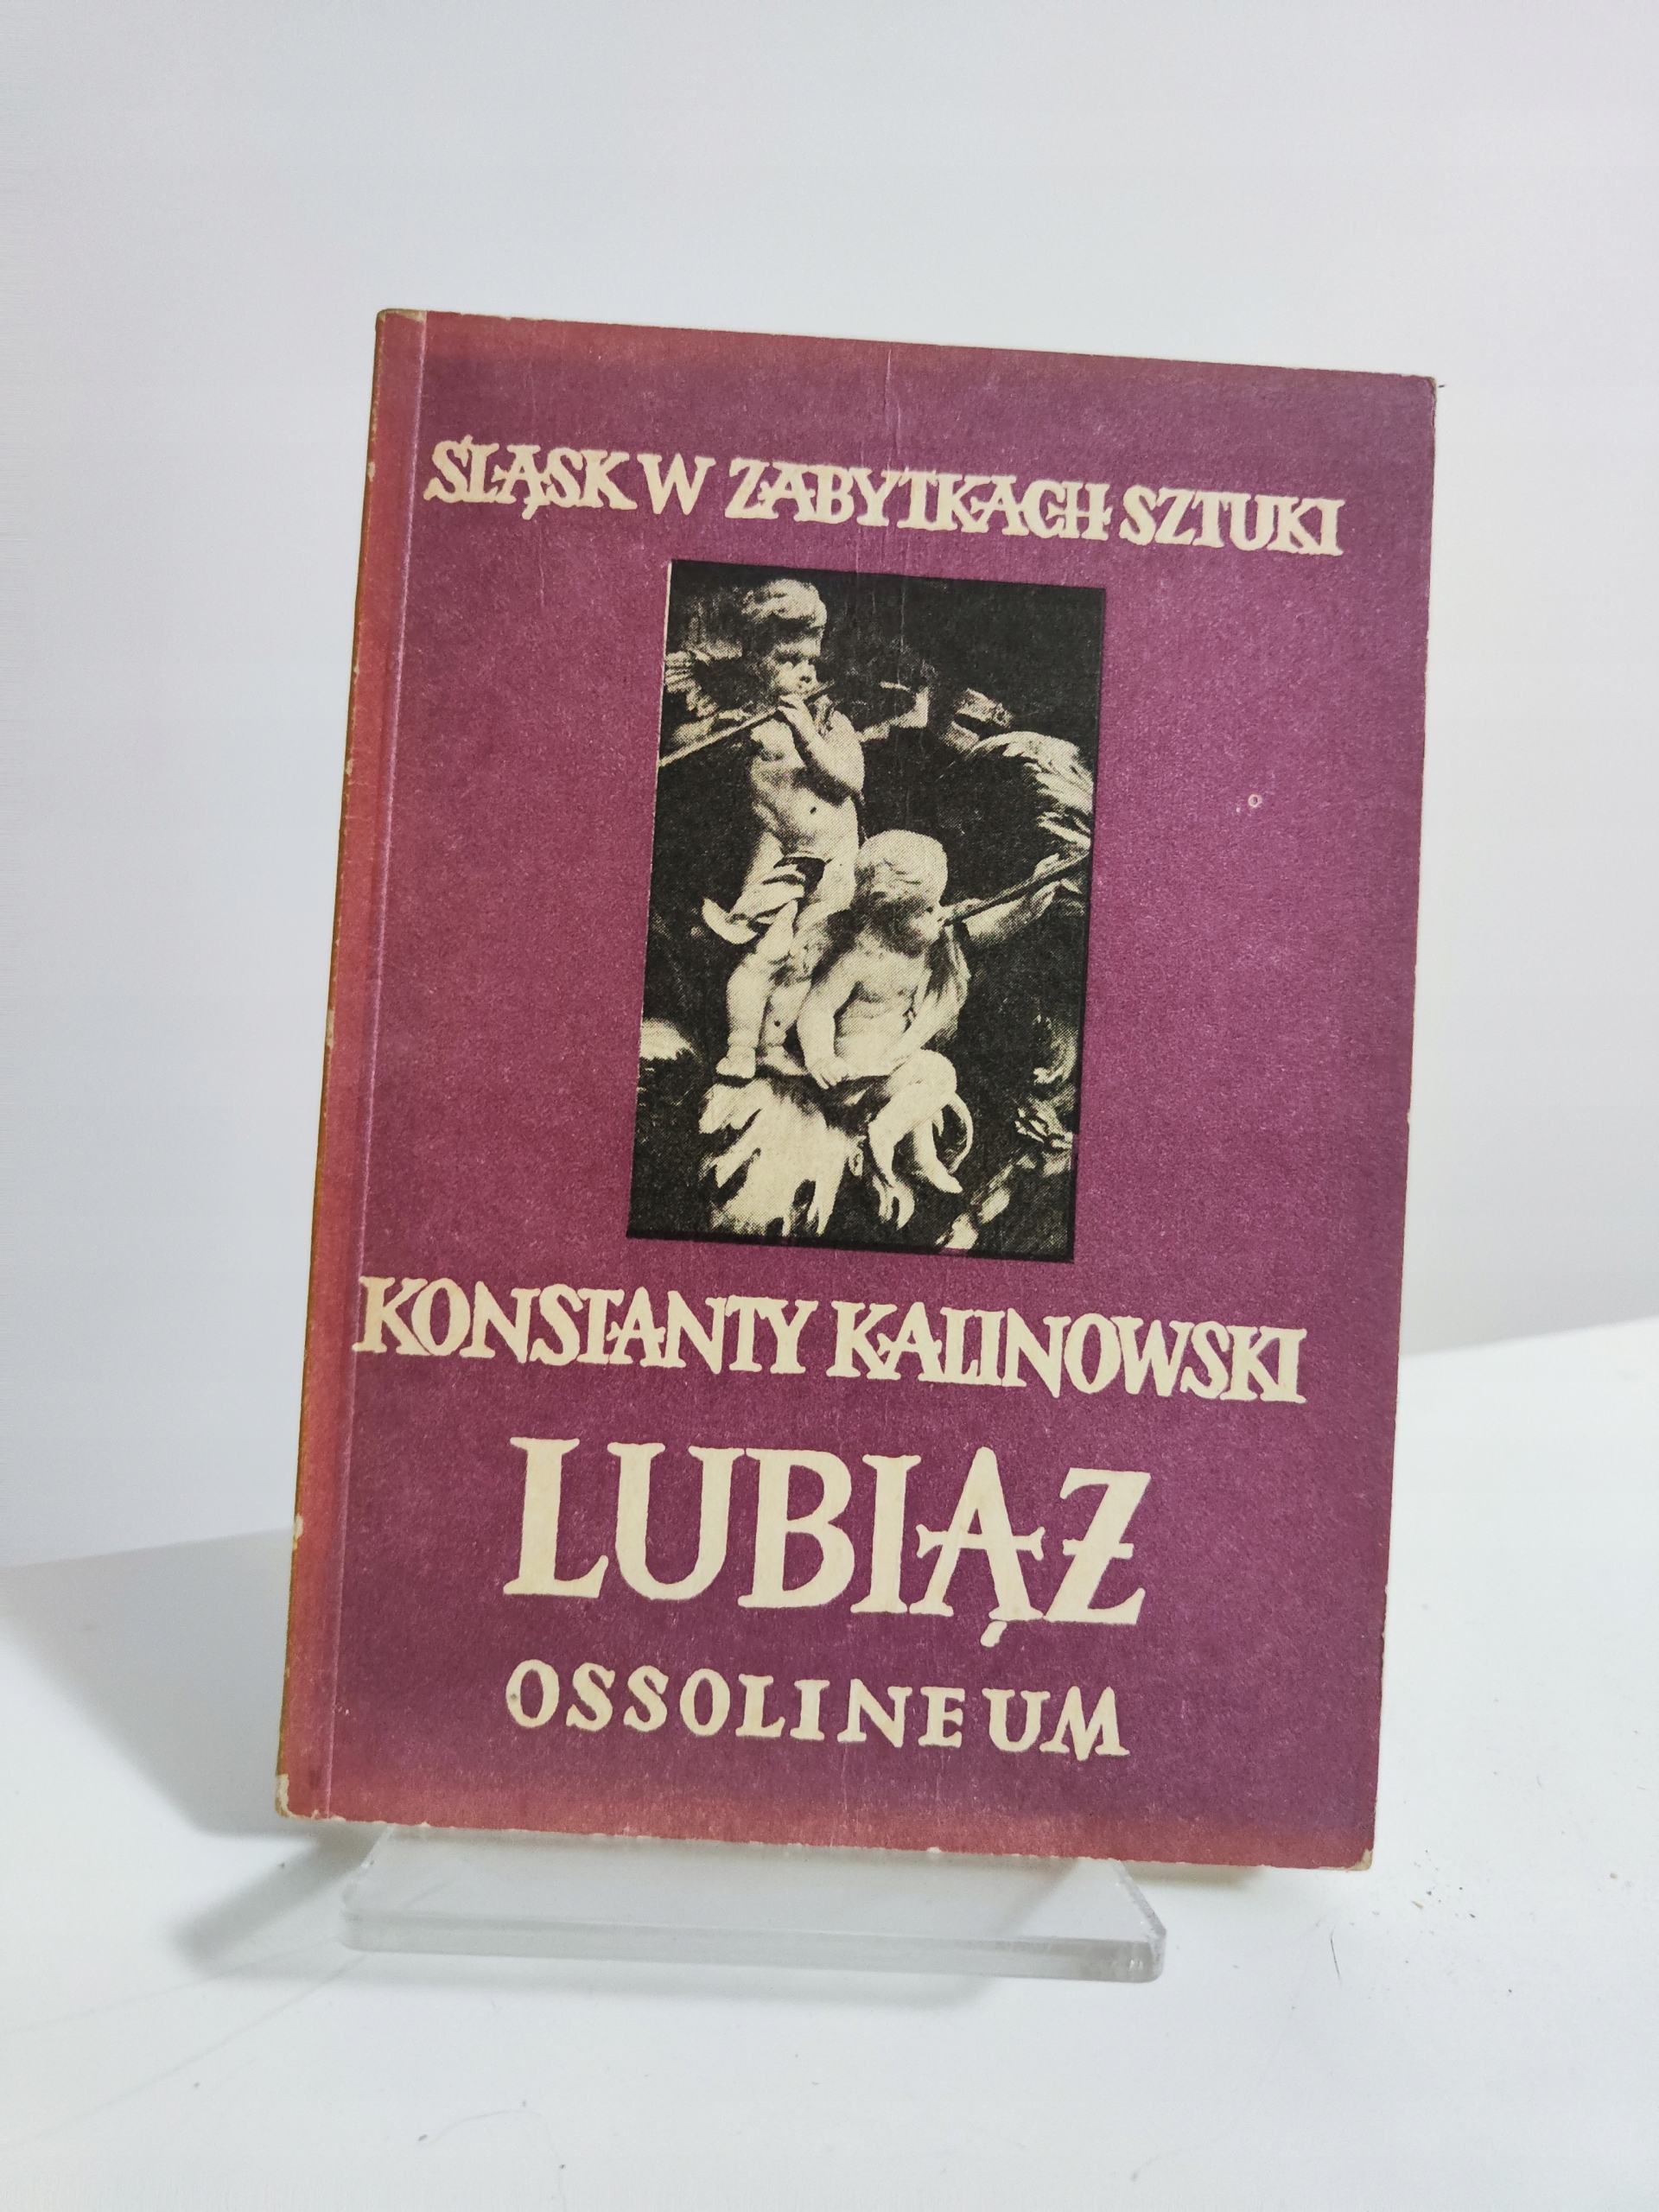 ŚLĄSK W ZABYTKACH SZTUKI
KONSTANTY KALINOWSKI
LUBIĄŻ
OSSOLINEUM